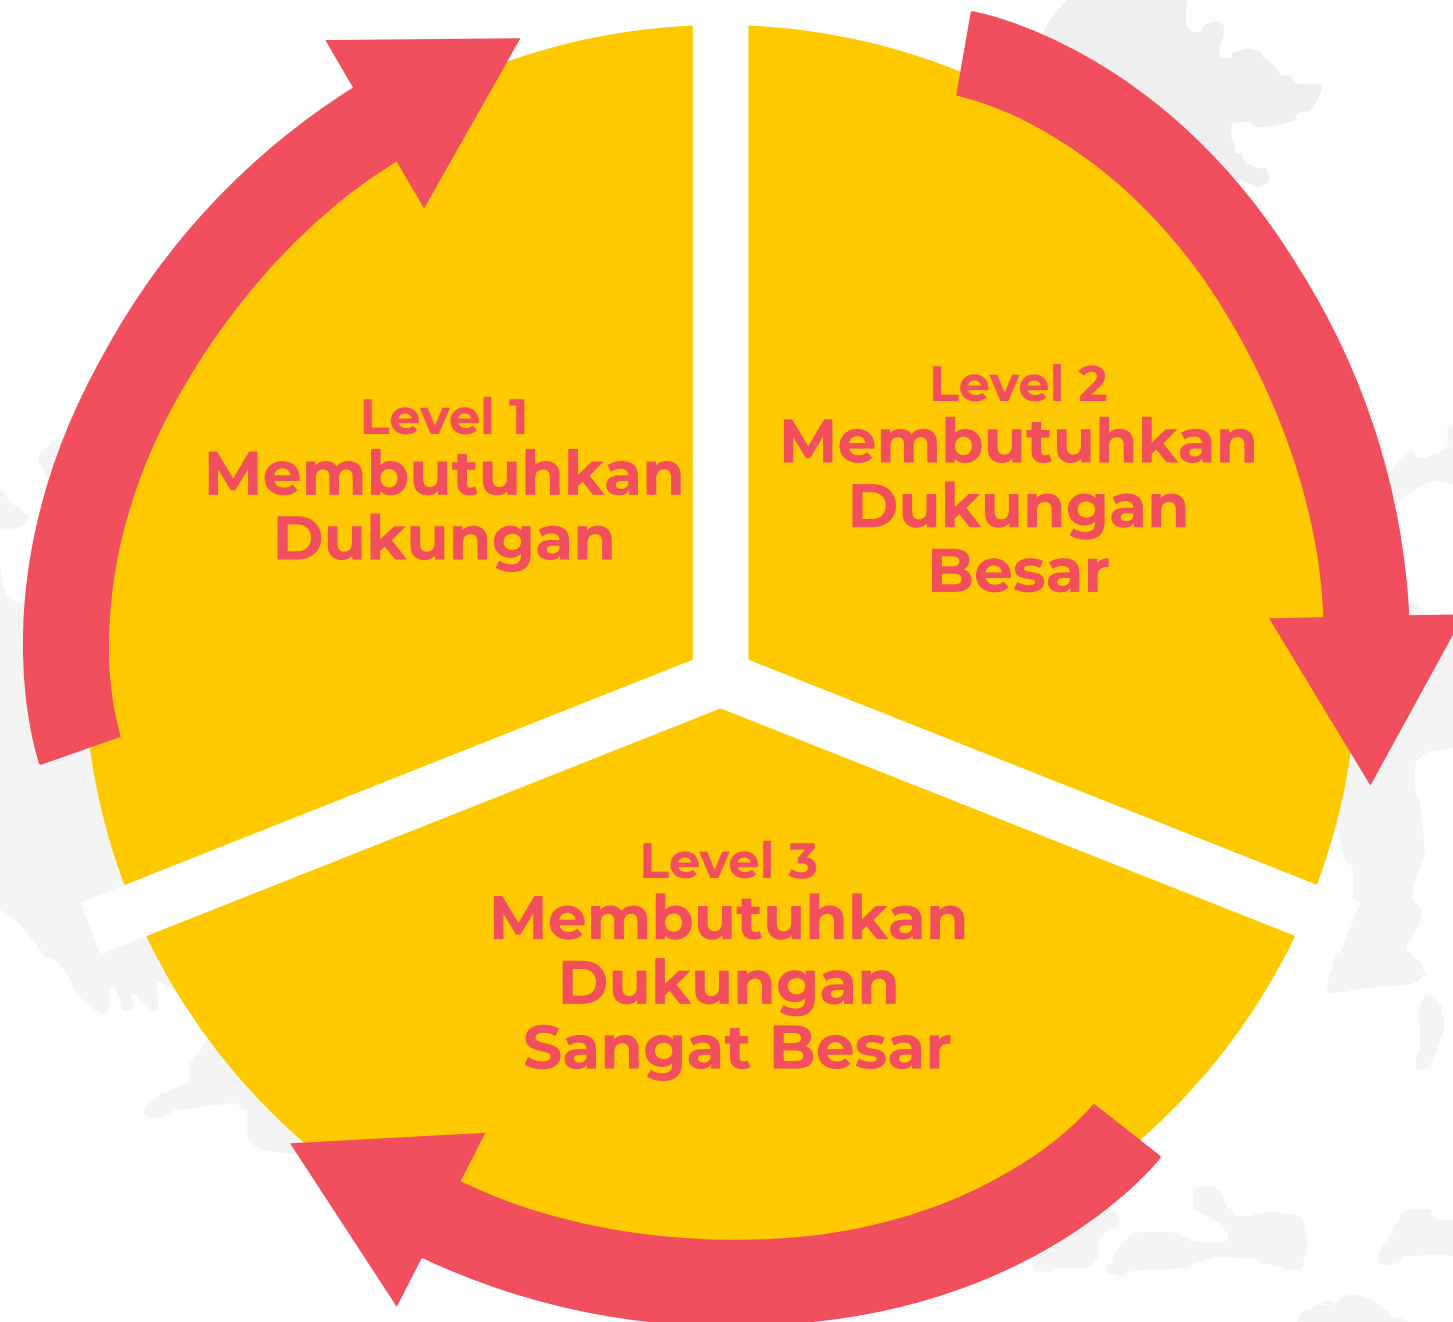 Level 1
Membutuhkan
Dukungan
Level 2
Membutuhkan
Dukungan
Besar
Level 3
Membutuhkan
Dukungan
Sangat Besar